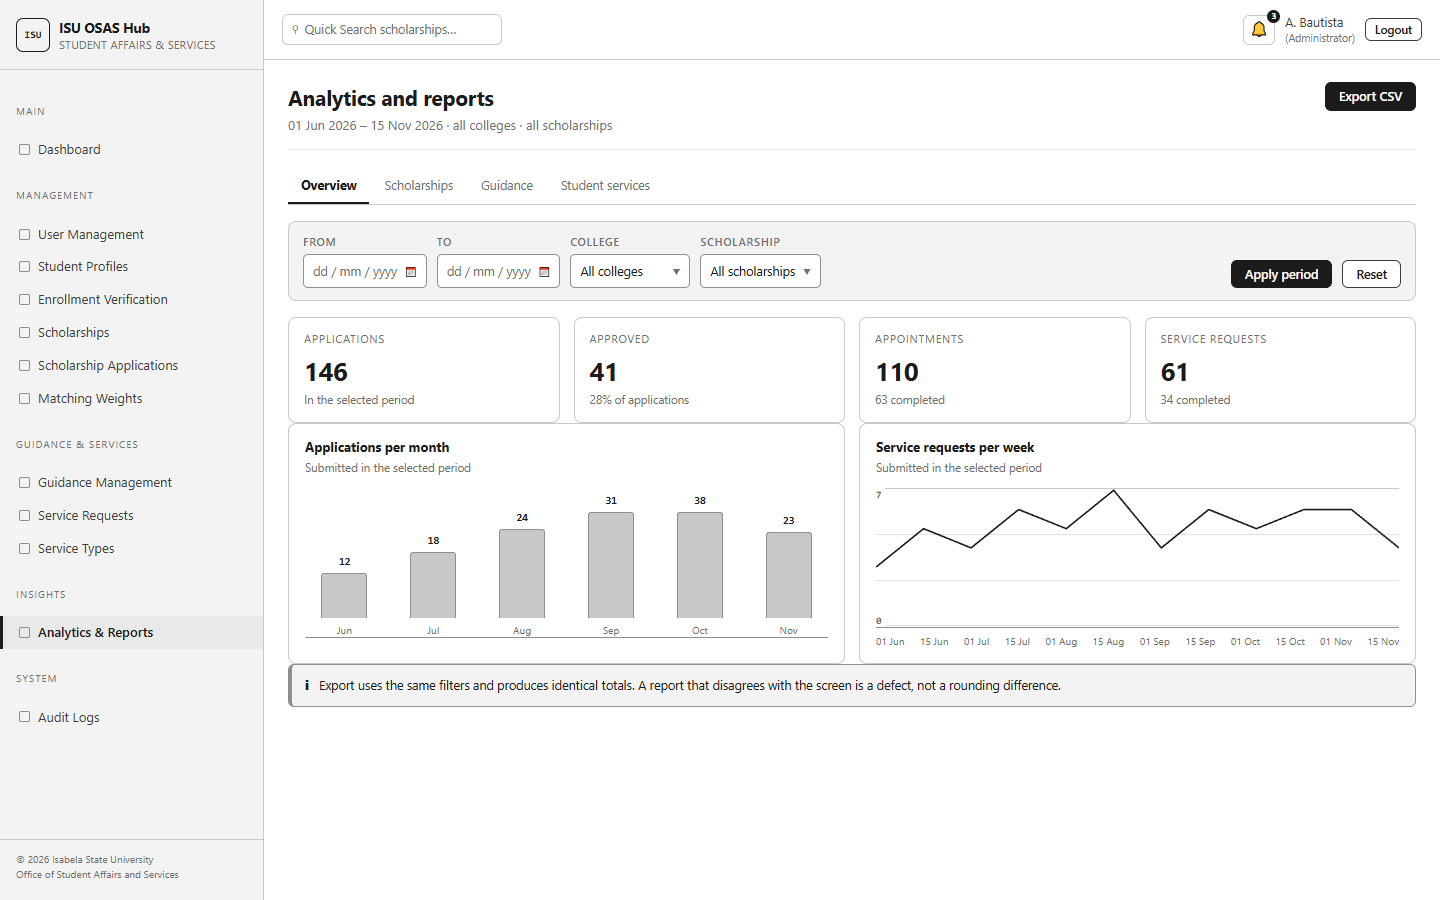 ISU
ISU OSAS Hub
STUDENT AFFAIRS & SERVICES
Quick Search scholarships...
3
A. Bautista
(Administrator)
Logout
MAIN
Dashboard
MANAGEMENT
User Management
Student Profiles
Enrollment Verification
Scholarships
Scholarship Applications
Matching Weights
GUIDANCE & SERVICES
Guidance Management
Service Requests
Service Types
INSIGHTS
Analytics & Reports
SYSTEM
Audit Logs
© 2026 Isabela State University
Office of Student Affairs and Services
Analytics and reports
Export CSV
01 Jun 2026 – 15 Nov 2026 · all colleges · all scholarships
Overview Scholarships Guidance Student services
FROM TO COLLEGE SCHOLARSHIP
dd / mm / yyyy dd / mm / yyyy All colleges All scholarships
Apply period Reset
APPLICATIONS
146
In the selected period
APPROVED
41
28% of applications
APPOINTMENTS
110
63 completed
SERVICE REQUESTS
61
34 completed
Applications per month
Submitted in the selected period
12 18 24 31 38 23
Jun Jul Aug Sep Oct Nov
Service requests per week
Submitted in the selected period
7
0
01 Jun 15 Jun 01 Jul 15 Jul 01 Aug 15 Aug 01 Sep 15 Sep 01 Oct 15 Oct 01 Nov 15 Nov
i Export uses the same filters and produces identical totals. A report that disagrees with the screen is a defect, not a rounding difference.